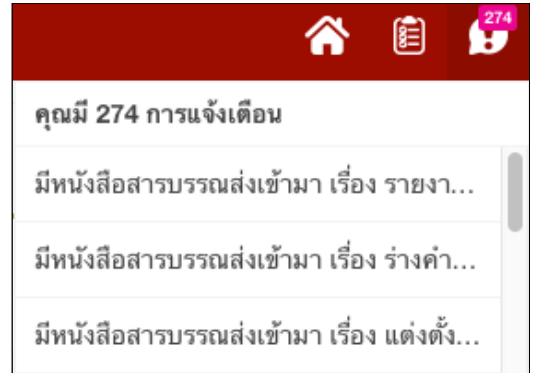 274
คุณมี 274 การแจ้งเตือน
มีหนังสือสารบรรณส่งเข้ามา เรื่อง รายงา...
มีหนังสือสารบรรณส่งเข้ามา เรื่อง ร่างคำ...
มีหนังสือสารบรรณส่งเข้ามา เรื่อง แต่งตั้ง...